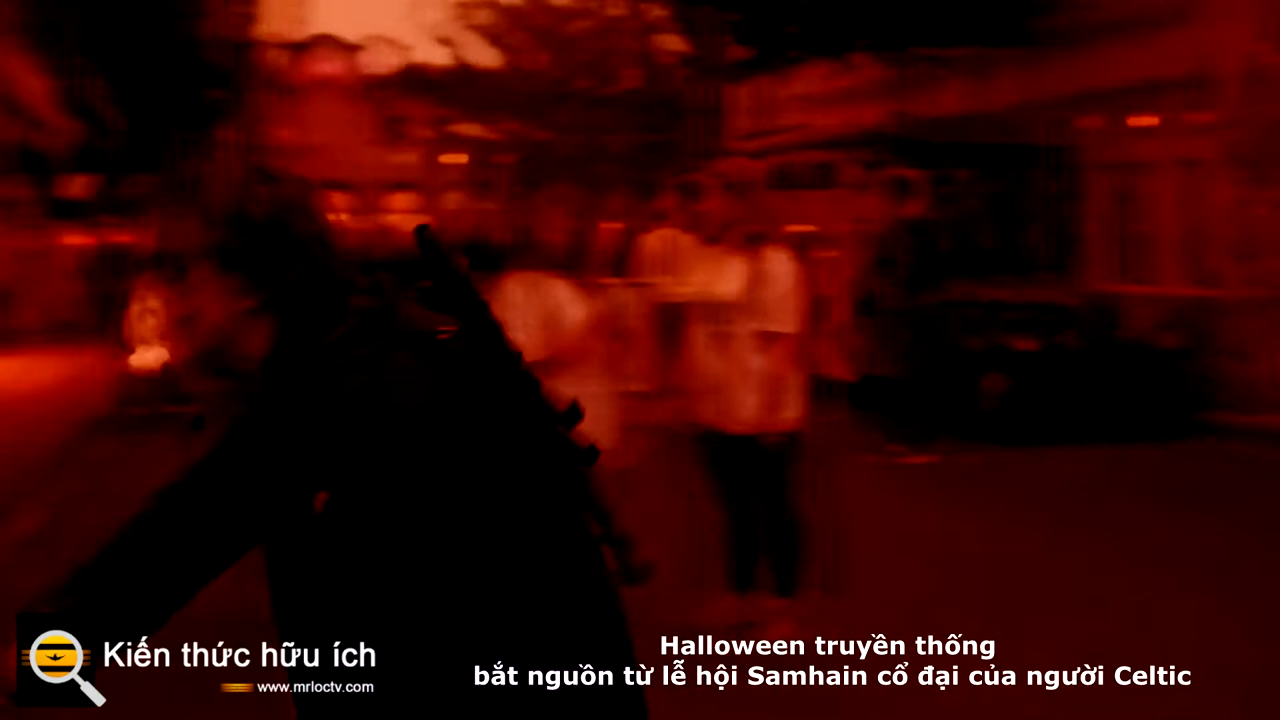 Kiến thức hữu ích
www.mrloctv.com
Halloween truyền thống
bắt nguồn từ lễ hội Samhain cổ đại của người Celtic